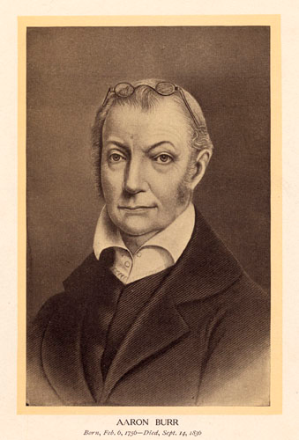 AARON BURR
Born, Feb. 6, 1756—Died, Sept. 14, 1836